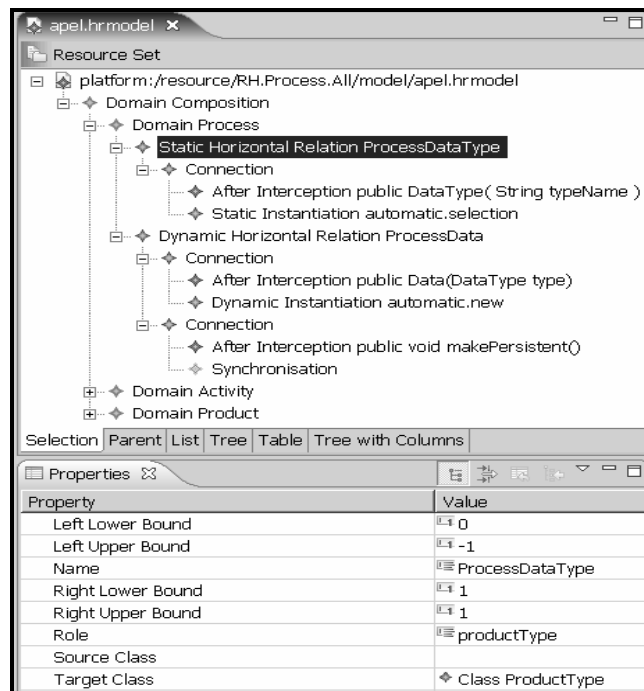 apel.hrmodel
Resource Set
platform:/resource/RH.Process.All/model/apel.hrmodel
Domain Composition
Domain Process
Static Horizontal Relation ProcessDataType
Connection
After Interception public DataType( String typeName )
Static Instantiation automatic.selection
Dynamic Horizontal Relation ProcessData
Connection
After Interception public Data(DataType type)
Dynamic Instantiation automatic.new
Connection
After Interception public void makePersistent()
Synchronisation
Domain Activity
Domain Product
Selection Parent List Tree Table Tree with Columns
Properties
Property Value
Left Lower Bound 0
Left Upper Bound -1
Name ProcessDataType
Right Lower Bound 1
Right Upper Bound 1
Role productType
Source Class
Target Class Class ProductType